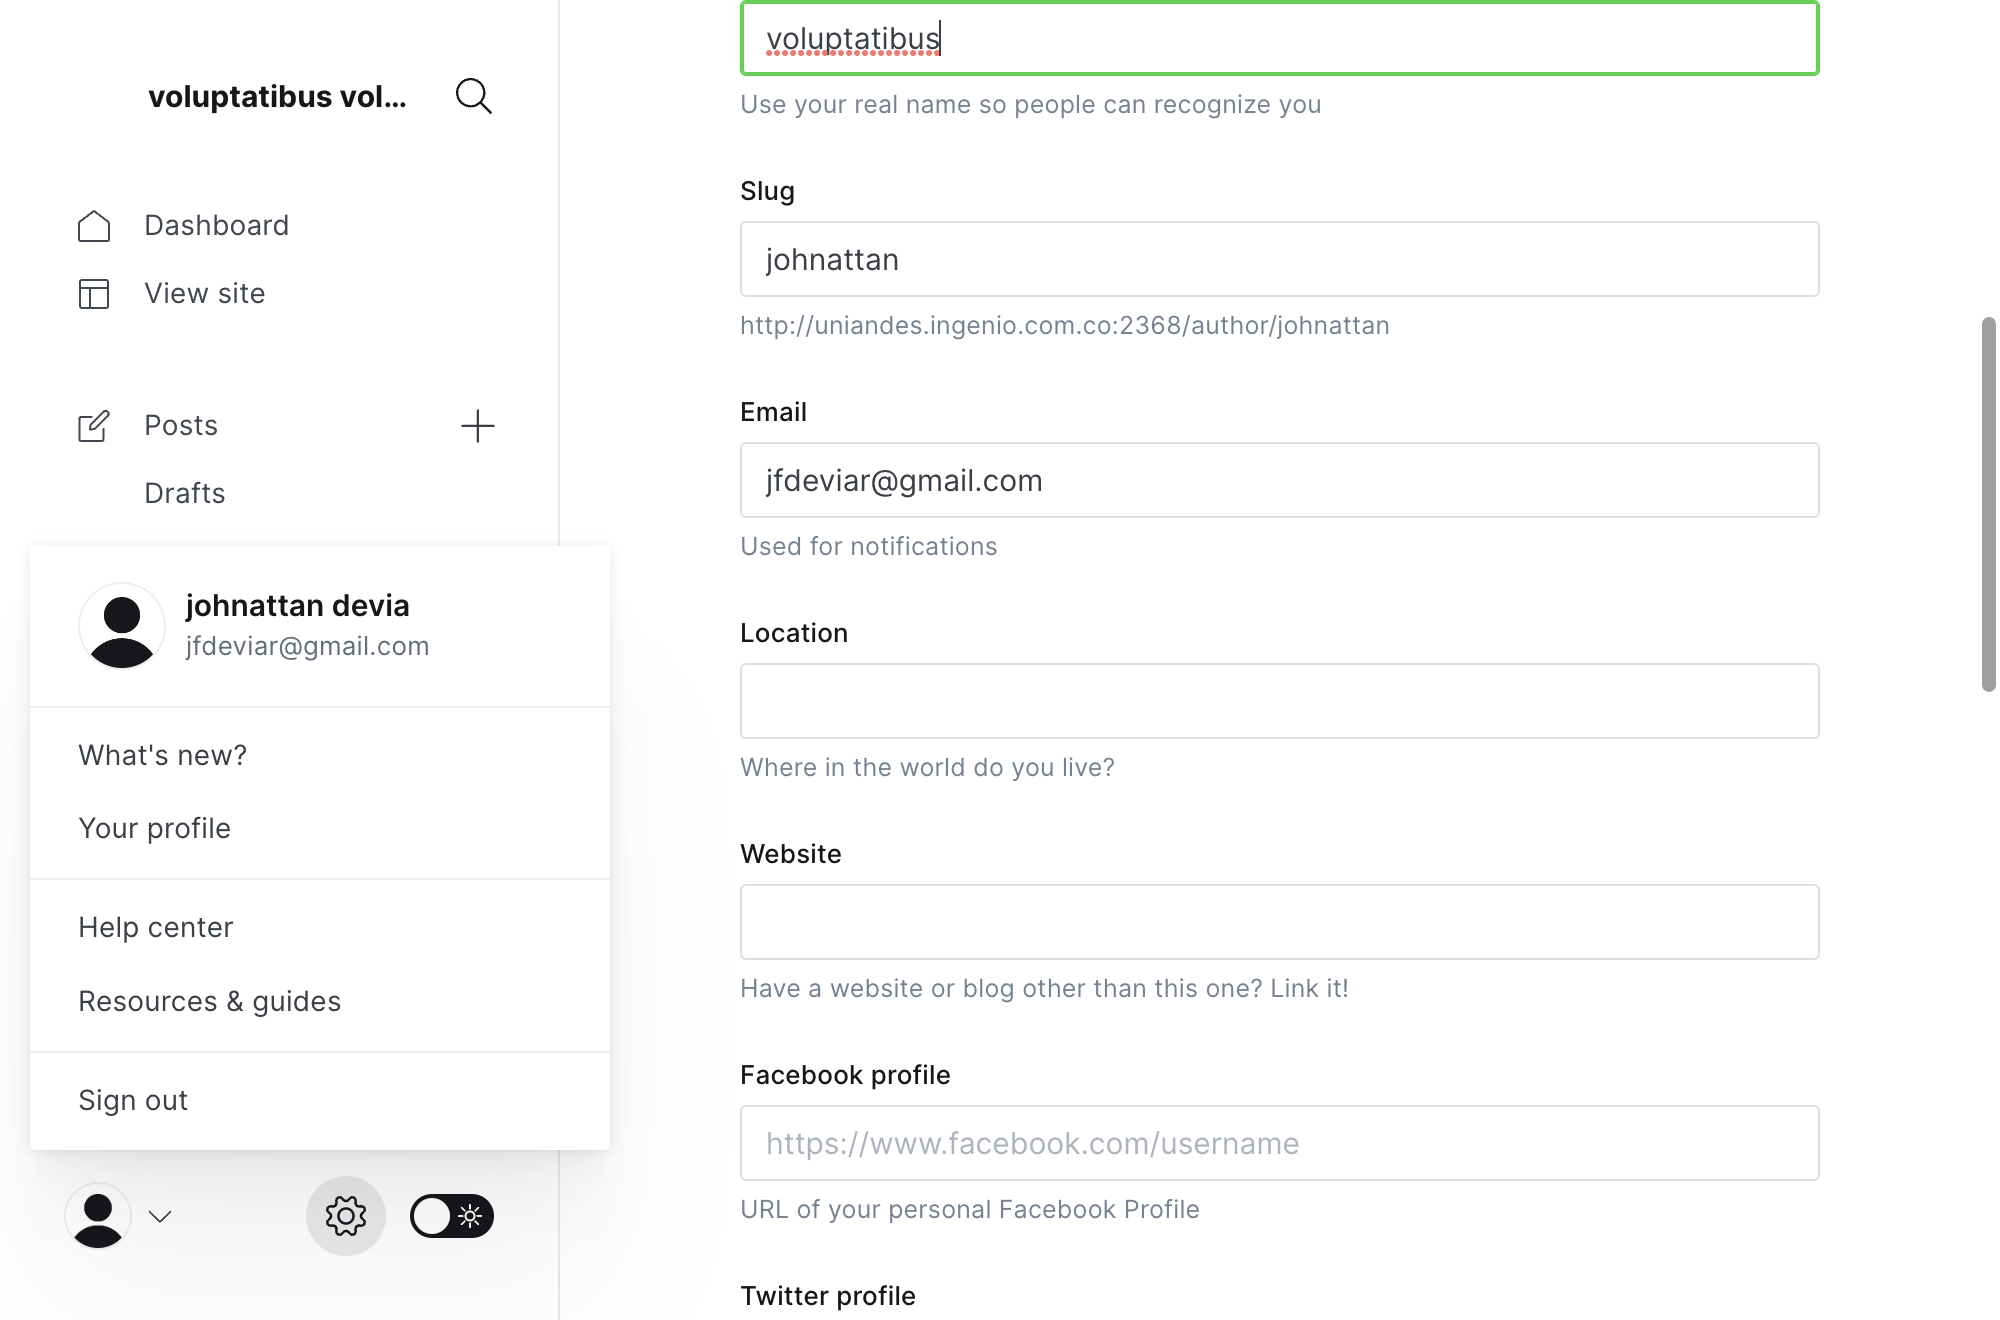 voluptatibus vol...
Dashboard
View site
Posts
Drafts
johnattan devia
jfdeviar@gmail.com
What's new?
Your profile
Help center
Resources & guides
Sign out
voluptatibus
Use your real name so people can recognize you
Slug
johnattan
http://uniandes.ingenio.com.co:2368/author/johnattan
Email
jfdeviar@gmail.com
Used for notifications
Location
Where in the world do you live?
Website
Have a website or blog other than this one? Link it!
Facebook profile
https://www.facebook.com/username
URL of your personal Facebook Profile
Twitter profile